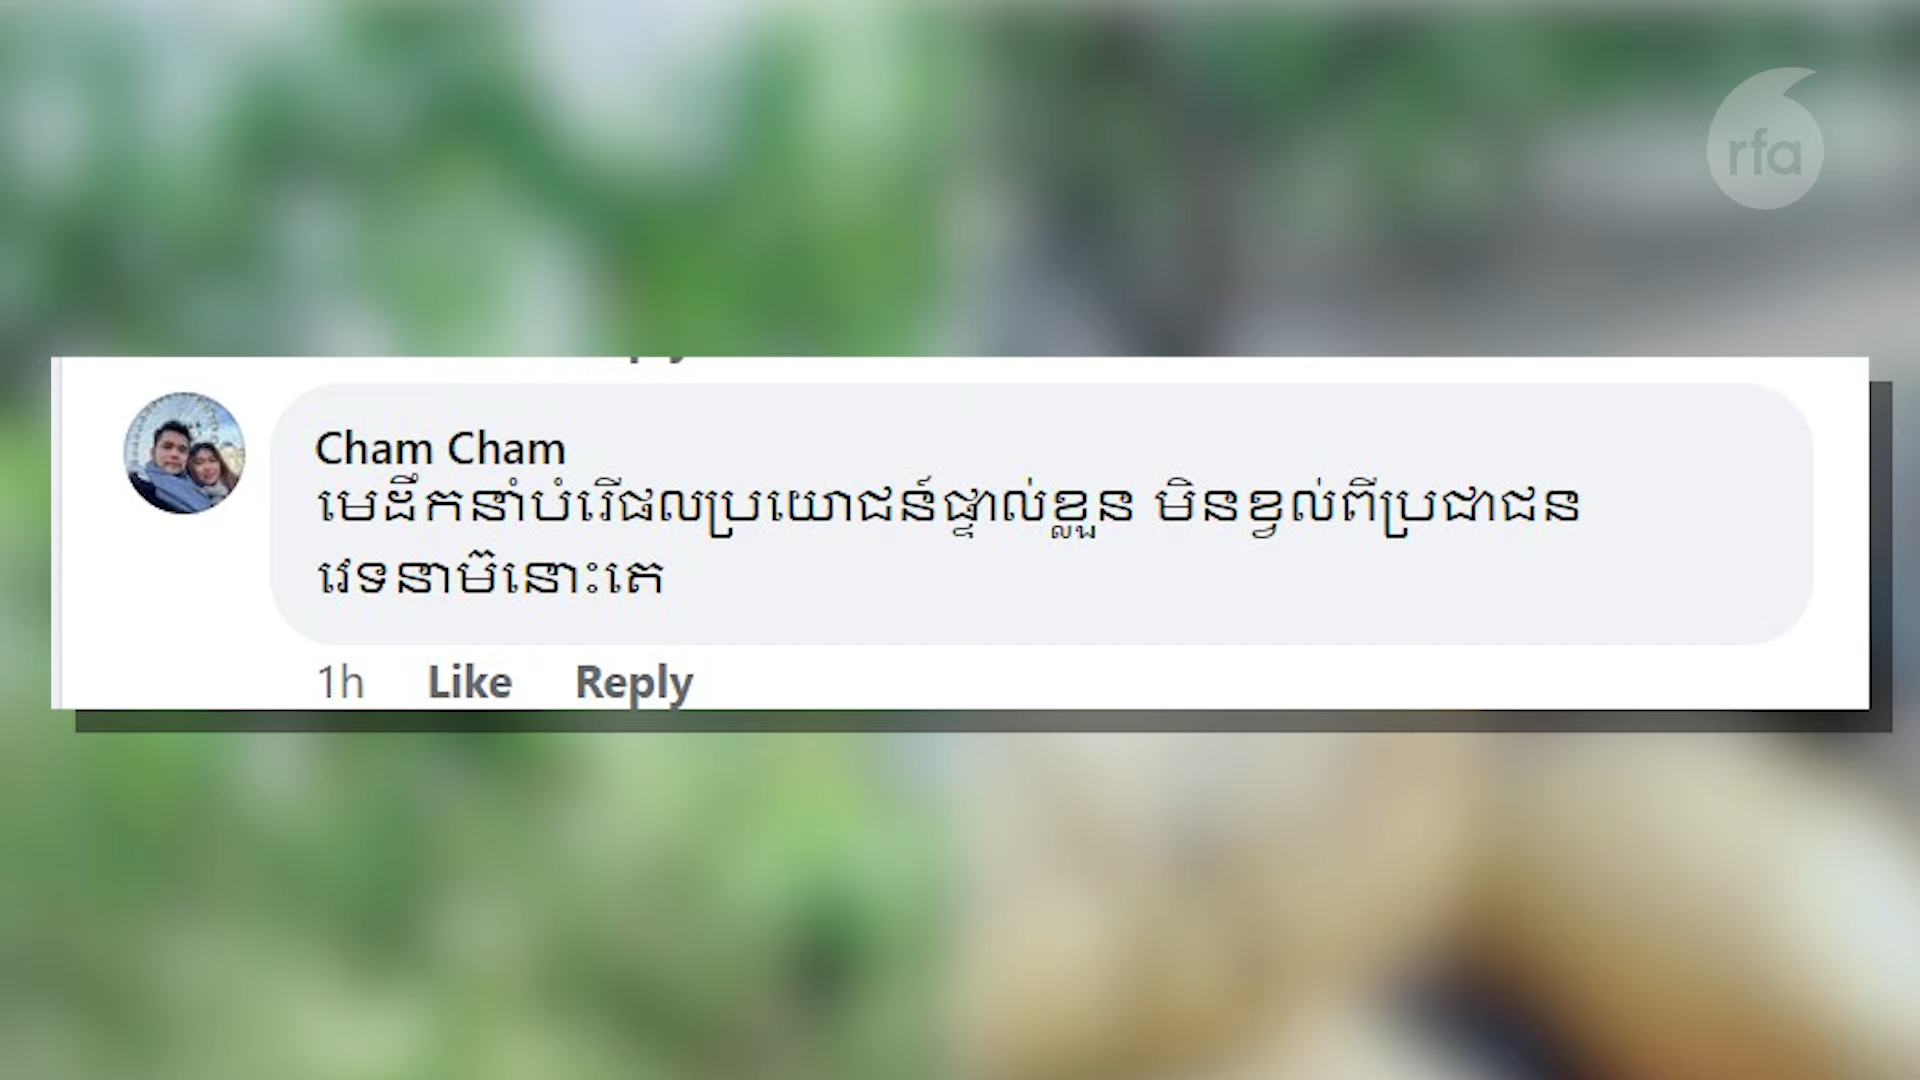 rfa
Cham Cham
មេដឹកនាំបំរើផលប្រយោជន៍ផ្ទាល់ខ្លួន មិនខ្វល់ពីប្រជាជន
វេទនាម៊នោះតេ
1h Like Reply